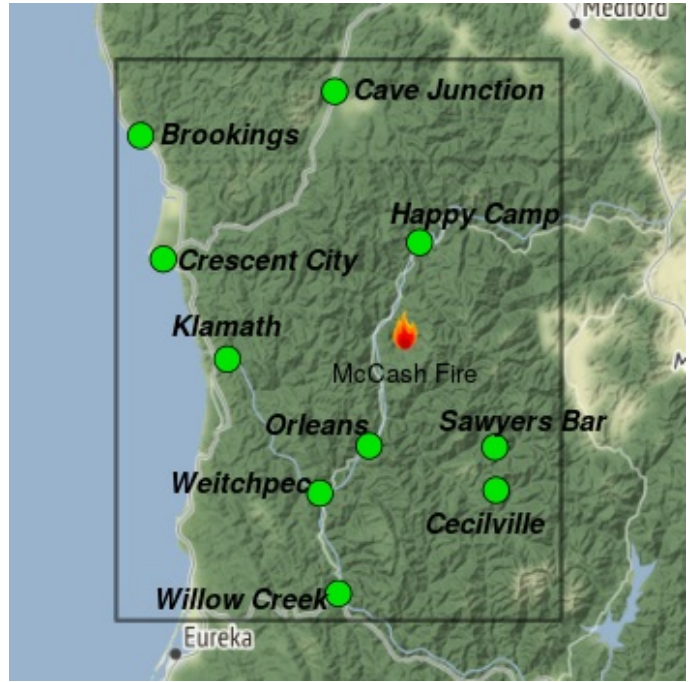 Medford
Cave Junction
Brookings
Happy Camp
Crescent City
Klamath
McCash Fire
Orleans
Sawyers Bar
Weitchpec
Cecilville
Willow Creek
Eureka